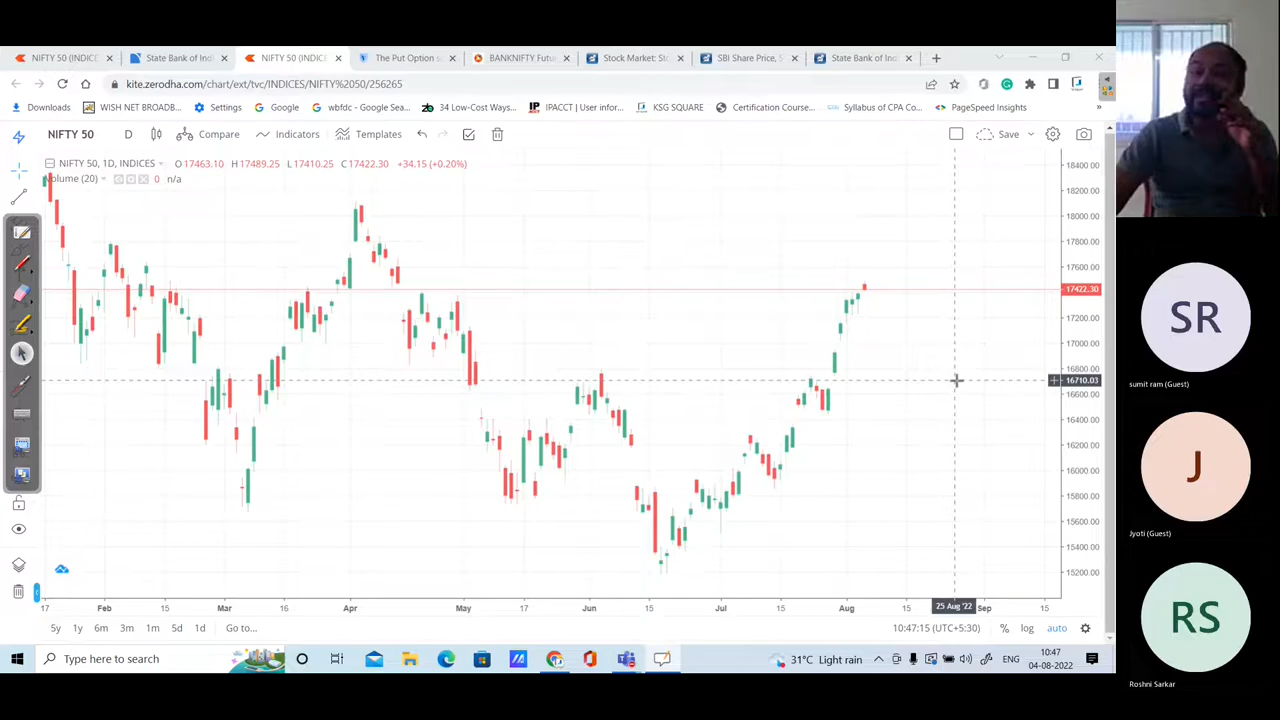 NIFTY 50 (INDICE
State Bank of Ind
NIFTY 50 (INDICE
The Put Option s
BANKNIFTY Futur
Stock Market: Sto
SBI Share Price, S
State Bank of Ind
kite.zerodha.com/chart/ext/tvc/INDICES/NIFTY%2050/256265
Downloads
WISH NET BROADB...
Settings
Google
wbfdc - Google Sea...
34 Low-Cost Ways...
IPACCT | User infor...
KSG SQUARE
Certification Course...
Syllabus of CPA Co...
PageSpeed Insights
»
NIFTY 50
D
Compare
Indicators
Templates
Save
NIFTY 50, 1D, INDICES O17463.10 H17489.25 L17410.25 C17422.30 +34.15 (+0.20%)
Volume (20) 0 n/a
18400.00
18200.00
18000.00
17800.00
17600.00
17422.30
17200.00
17000.00
16800.00
16710.03
16600.00
16400.00
16200.00
16000.00
15800.00
15600.00
15400.00
15200.00
17 Feb 15 Mar 16 Apr May 17 Jun 15 Jul 15 Aug 15 25 Aug '22 Sep 15
5y 1y 6m 3m 1m 5d 1d Go to...
10:47:15 (UTC+5:30) % log auto
Type here to search
31°C Light rain
ENG
10:47
04-08-2022
SR
sumit ram (Guest)
J
Jyoti (Guest)
RS
Roshni Sarkar